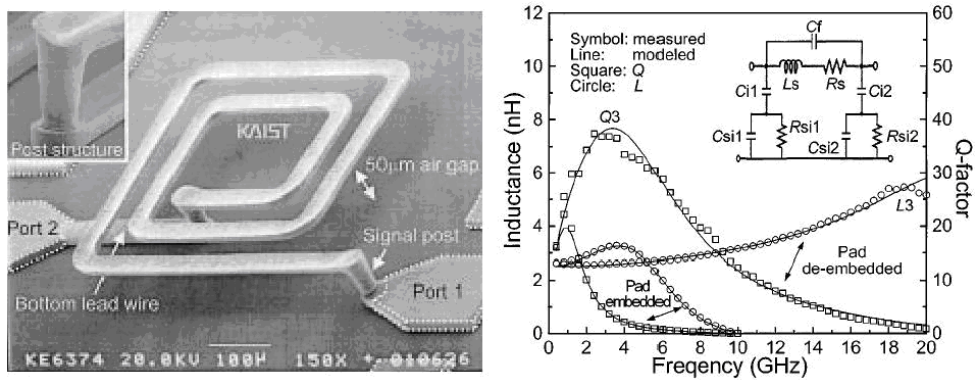 Post structure
KAIST
50μm air gap
Port 2
Signal post
Port 1
Bottom lead wire
KE6374 20.0KV 100μ 150X
Inductance (nH)
12
10
8
6
4
2
0
Symbol: measured
Line: modeled
Square: Q
Circle: L
Cf
Ls
Rs
Ci1
Ci2
Csi1
Rsi1
Csi2
Rsi2
Q3
L3
Pad de-embedded
Pad embedded
0 2 4 6 8 10 12 14 16 18 20
Freqency (GHz)
60
50
40
30
20
10
0
Q-factor